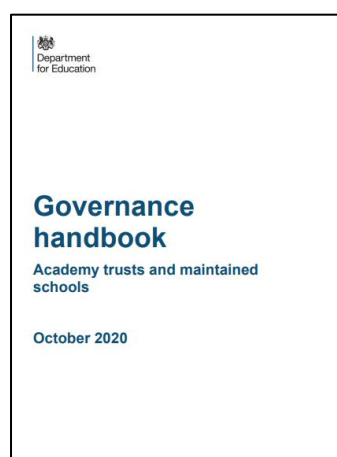 Department
for Education
Governance
handbook
Academy trusts and maintained
schools
October 2020